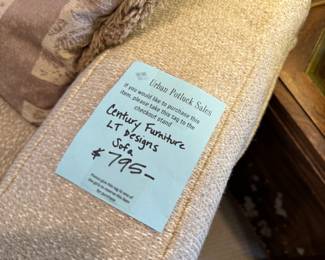 Urban Potluck Sales
If you would like to purchase this
item, please take this tag to the
checkout stand
Century Furniture
LT Designs
Sofa
$795-